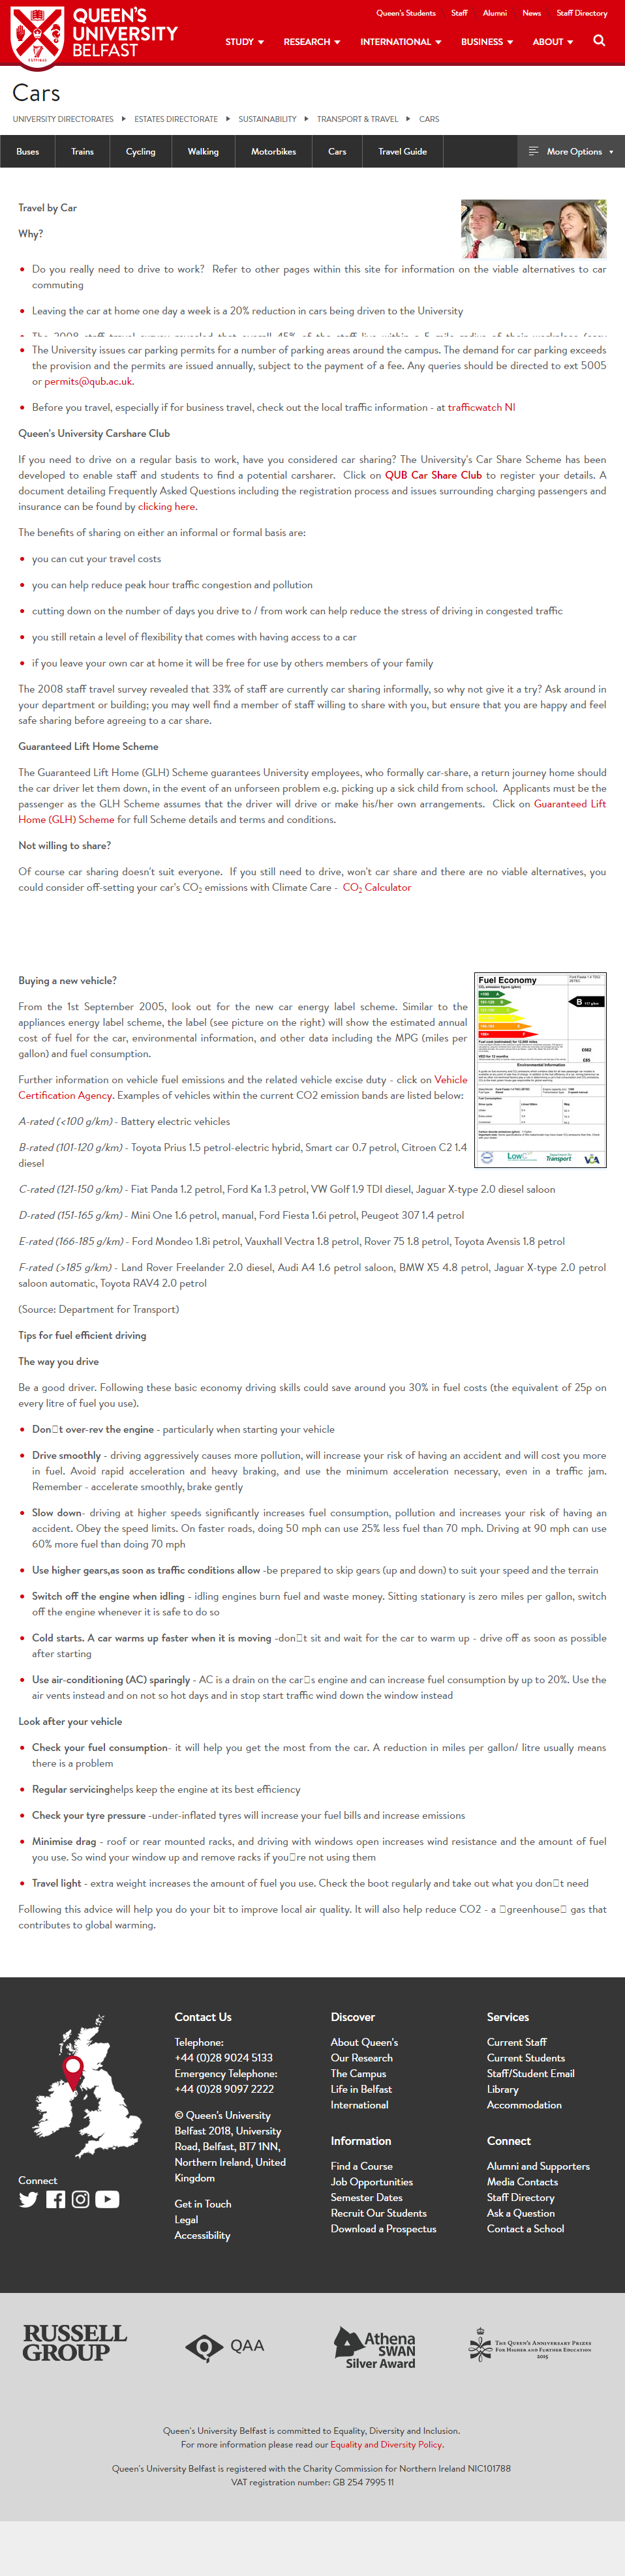 Queen's Students Staff Alumni News Staff Directory
QUEEN'S
UNIVERSITY
BELFAST
STUDY RESEARCH INTERNATIONAL BUSINESS ABOUT
Cars
UNIVERSITY DIRECTORATES ESTATES DIRECTORATE SUSTAINABILITY TRANSPORT & TRAVEL CARS
Buses Trains Cycling Walking Motorbikes Cars Travel Guide More Options
Travel by Car
Why?
Do you really need to drive to work? Refer to other pages within this site for information on the viable alternatives to car
commuting
Leaving the car at home one day a week is a 20% reduction in cars being driven to the University
The 2008 staff travel survey revealed that overall 45% of the staff live within a 5 mile radius of their workplace
The University issues car parking permits for a number of parking areas around the campus. The demand for car parking exceeds
the provision and the permits are issued annually, subject to the payment of a fee. Any queries should be directed to ext 5005
or permits@qub.ac.uk.
Before you travel, especially if for business travel, check out the local traffic information - at trafficwatch NI
Queen's University Carshare Club
If you need to drive on a regular basis to work, have you considered car sharing? The University's Car Share Scheme has been
developed to enable staff and students to find a potential carsharer. Click on QUB Car Share Club to register your details. A
document detailing Frequently Asked Questions including the registration process and issues surrounding charging passengers and
insurance can be found by clicking here.
The benefits of sharing on either an informal or formal basis are:
you can cut your travel costs
you can help reduce peak hour traffic congestion and pollution
cutting down on the number of days you drive to / from work can help reduce the stress of driving in congested traffic
you still retain a level of flexibility that comes with having access to a car
if you leave your own car at home it will be free for use by others members of your family
The 2008 staff travel survey revealed that 33% of staff are currently car sharing informally, so why not give it a try? Ask around in
your department or building; you may well find a member of staff willing to share with you, but ensure that you are happy and feel
safe sharing before agreeing to a car share.
Guaranteed Lift Home Scheme
The Guaranteed Lift Home (GLH) Scheme guarantees University employees, who formally car-share, a return journey home should
the car driver let them down, in the event of an unforseen problem e.g. picking up a sick child from school. Applicants must be the
passenger as the GLH Scheme assumes that the driver will drive or make his/her own arrangements. Click on Guaranteed Lift
Home (GLH) Scheme for full Scheme details and terms and conditions.
Not willing to share?
Of course car sharing doesn't suit everyone. If you still need to drive, won't car share and there are no viable alternatives, you
could consider off-setting your car's CO2 emissions with Climate Care - CO2 Calculator
Buying a new vehicle?
From the 1st September 2005, look out for the new car energy label scheme. Similar to the
appliances energy label scheme, the label (see picture on the right) will show the estimated annual
cost of fuel for the car, environmental information, and other data including the MPG (miles per
gallon) and fuel consumption.
Fuel Economy
Further information on vehicle fuel emissions and the related vehicle excise duty - click on Vehicle
Certification Agency. Examples of vehicles within the current CO2 emission bands are listed below:
A-rated (<100 g/km) - Battery electric vehicles
B-rated (101-120 g/km) - Toyota Prius 1.5 petrol-electric hybrid, Smart car 0.7 petrol, Citroen C2 1.4
diesel
C-rated (121-150 g/km) - Fiat Panda 1.2 petrol, Ford Ka 1.3 petrol, VW Golf 1.9 TDI diesel, Jaguar X-type 2.0 diesel saloon
D-rated (151-165 g/km) - Mini One 1.6 petrol, manual, Ford Fiesta 1.6i petrol, Peugeot 307 1.4 petrol
E-rated (166-185 g/km) - Ford Mondeo 1.8i petrol, Vauxhall Vectra 1.8 petrol, Rover 75 1.8 petrol, Toyota Avensis 1.8 petrol
F-rated (>185 g/km) - Land Rover Freelander 2.0 diesel, Audi A4 1.6 petrol saloon, BMW X5 4.8 petrol, Jaguar X-type 2.0 petrol
saloon automatic, Toyota RAV4 2.0 petrol
(Source: Department for Transport)
Tips for fuel efficient driving
The way you drive
Be a good driver. Following these basic economy driving skills could save around you 30% in fuel costs (the equivalent of 25p on
every litre of fuel you use).
Don□t over-rev the engine - particularly when starting your vehicle
Drive smoothly - driving aggressively causes more pollution, will increase your risk of having an accident and will cost you more
in fuel. Avoid rapid acceleration and heavy braking, and use the minimum acceleration necessary, even in a traffic jam.
Remember - accelerate smoothly, brake gently
Slow down- driving at higher speeds significantly increases fuel consumption, pollution and increases your risk of having an
accident. Obey the speed limits. On faster roads, doing 50 mph can use 25% less fuel than 70 mph. Driving at 90 mph can use
60% more fuel than doing 70 mph
Use higher gears,as soon as traffic conditions allow -be prepared to skip gears (up and down) to suit your speed and the terrain
Switch off the engine when idling - idling engines burn fuel and waste money. Sitting stationary is zero miles per gallon, switch
off the engine whenever it is safe to do so
Cold starts. A car warms up faster when it is moving -don□t sit and wait for the car to warm up - drive off as soon as possible
after starting
Use air-conditioning (AC) sparingly - AC is a drain on the car□s engine and can increase fuel consumption by up to 20%. Use the
air vents instead and on not so hot days and in stop start traffic wind down the window instead
Look after your vehicle
Check your fuel consumption- it will help you get the most from the car. A reduction in miles per gallon/ litre usually means
there is a problem
Regular servicinghelps keep the engine at its best efficiency
Check your tyre pressure -under-inflated tyres will increase your fuel bills and increase emissions
Minimise drag - roof or rear mounted racks, and driving with windows open increases wind resistance and the amount of fuel
you use. So wind your window up and remove racks if you□re not using them
Travel light - extra weight increases the amount of fuel you use. Check the boot regularly and take out what you don□t need
Following this advice will help you do your bit to improve local air quality. It will also help reduce CO2 - a □greenhouse□ gas that
contributes to global warming.
Connect
Contact Us
Telephone:
+44 (0)28 9024 5133
Emergency Telephone:
+44 (0)28 9097 2222
© Queen's University
Belfast 2018, University
Road, Belfast, BT7 1NN,
Northern Ireland, United
Kingdom
Get in Touch
Legal
Accessibility
Discover
About Queen's
Our Research
The Campus
Life in Belfast
International
Information
Find a Course
Job Opportunities
Semester Dates
Recruit Our Students
Download a Prospectus
Services
Current Staff
Current Students
Staff/Student Email
Library
Accommodation
Connect
Alumni and Supporters
Media Contacts
Staff Directory
Ask a Question
Contact a School
RUSSELL
GROUP
QAA
Athena
SWAN
Silver Award
The Queen's Anniversary Prizes
For Higher and Further Education
2015
Queen's University Belfast is committed to Equality, Diversity and Inclusion.
For more information please read our Equality and Diversity Policy.
Queen's University Belfast is registered with the Charity Commission for Northern Ireland NIC101788
VAT registration number: GB 254 7995 11